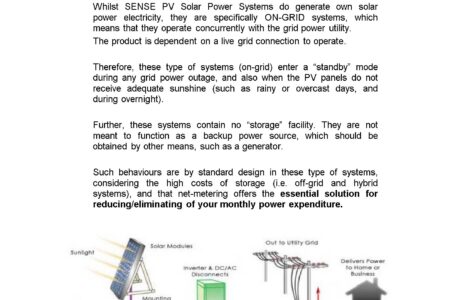 Whilst SENSE PV Solar Power Systems do generate own solar
power electricity, they are specifically ON-GRID systems, which
means that they operate concurrently with the grid power utility.
The product is dependent on a live grid connection to operate.
Therefore, these type of systems (on-grid) enter a “standby” mode
during any grid power outage, and also when the PV panels do not
receive adequate sunshine (such as rainy or overcast days, and
during overnight).
Further, these systems contain no “storage” facility. They are not
meant to function as a backup power source, which should be
obtained by other means, such as a generator.
Such behaviours are by standard design in these type of systems,
considering the high costs of storage (i.e. off-grid and hybrid
systems), and that net-metering offers the essential solution for
reducing/eliminating of your monthly power expenditure.
Solar Modules
Sunlight
Inverter & DC/AC
Disconnects
Out to Utility Grid
Delivers Power
to Home or
Business
Mounting